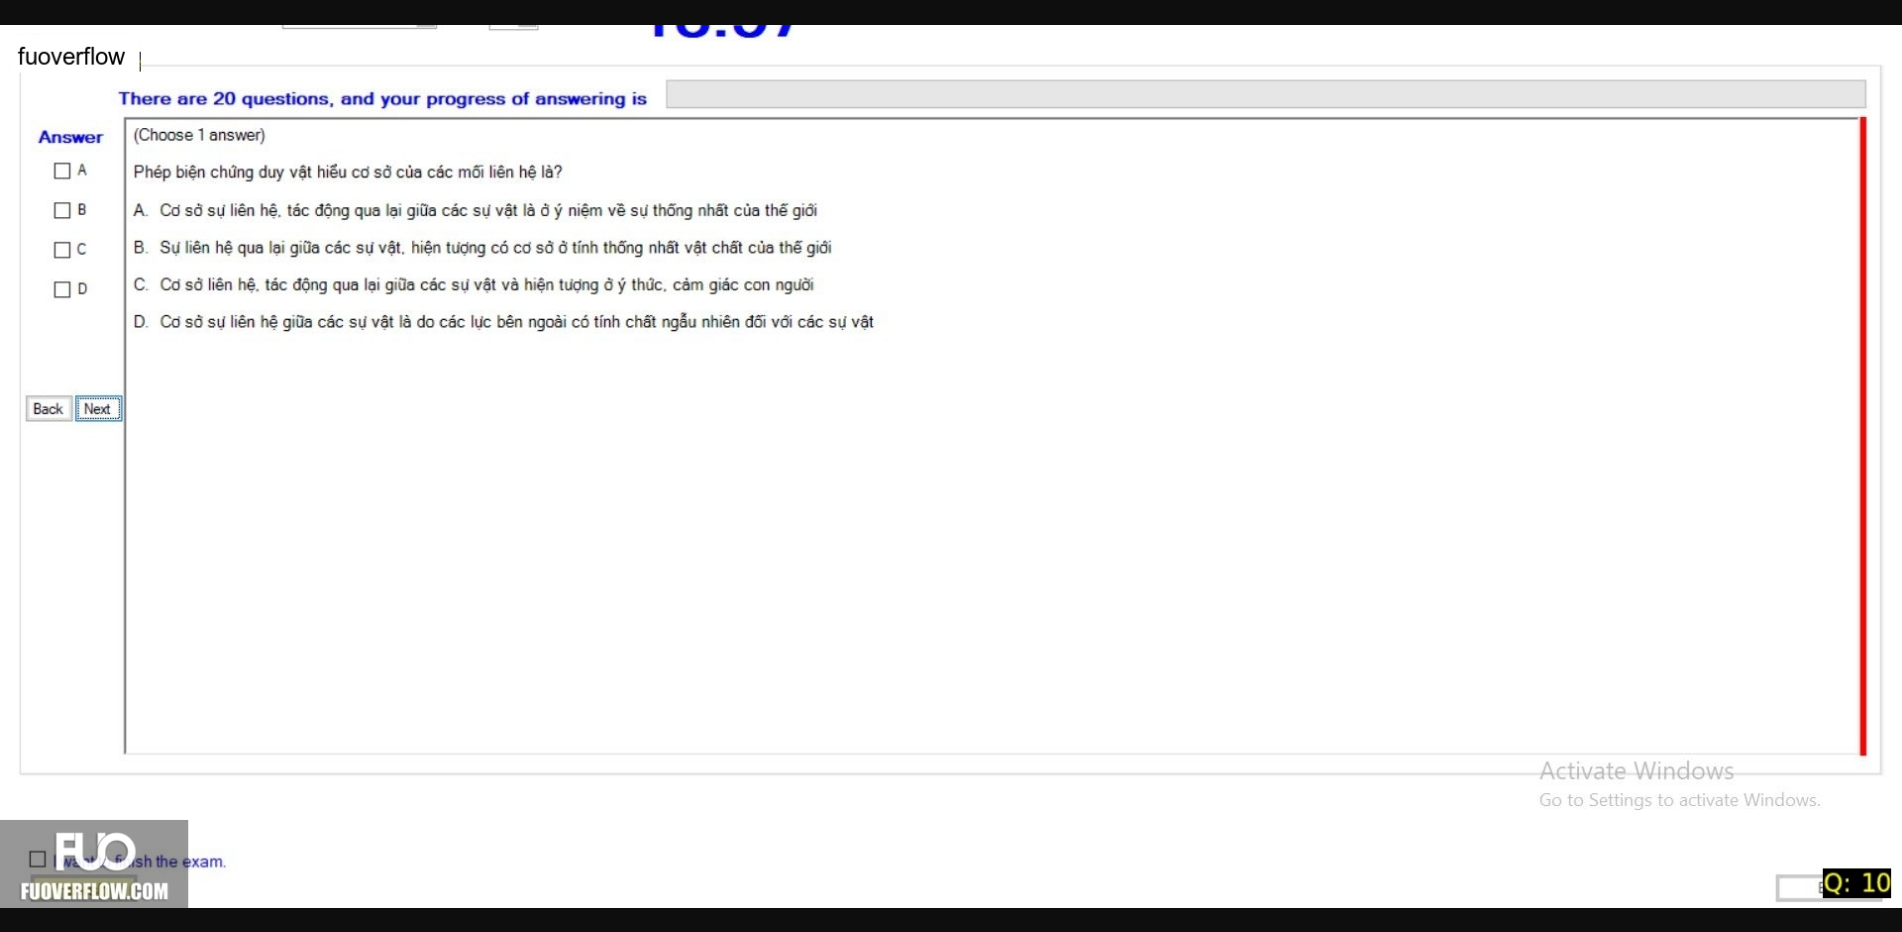 fuoverflow
There are 20 questions, and your progress of answering is
Answer
(Choose 1 answer)
A
Phép biện chứng duy vật hiểu cơ sở của các mối liên hệ là?
B
A. Cơ sở sự liên hệ, tác động qua lại giữa các sự vật là ở ý niệm về sự thống nhất của thế giới
C
B. Sự liên hệ qua lại giữa các sự vật, hiện tượng có cơ sở ở tính thống nhất vật chất của thế giới
D
C. Cơ sở liên hệ, tác động qua lại giữa các sự vật và hiện tượng ở ý thức, cảm giác con người
D. Cơ sở sự liên hệ giữa các sự vật là do các lực bên ngoài có tính chất ngẫu nhiên đối với các sự vật
Back Next
Activate Windows
Go to Settings to activate Windows.
FUO
the exam.
FUOVERFLOW.COM
Q: 10